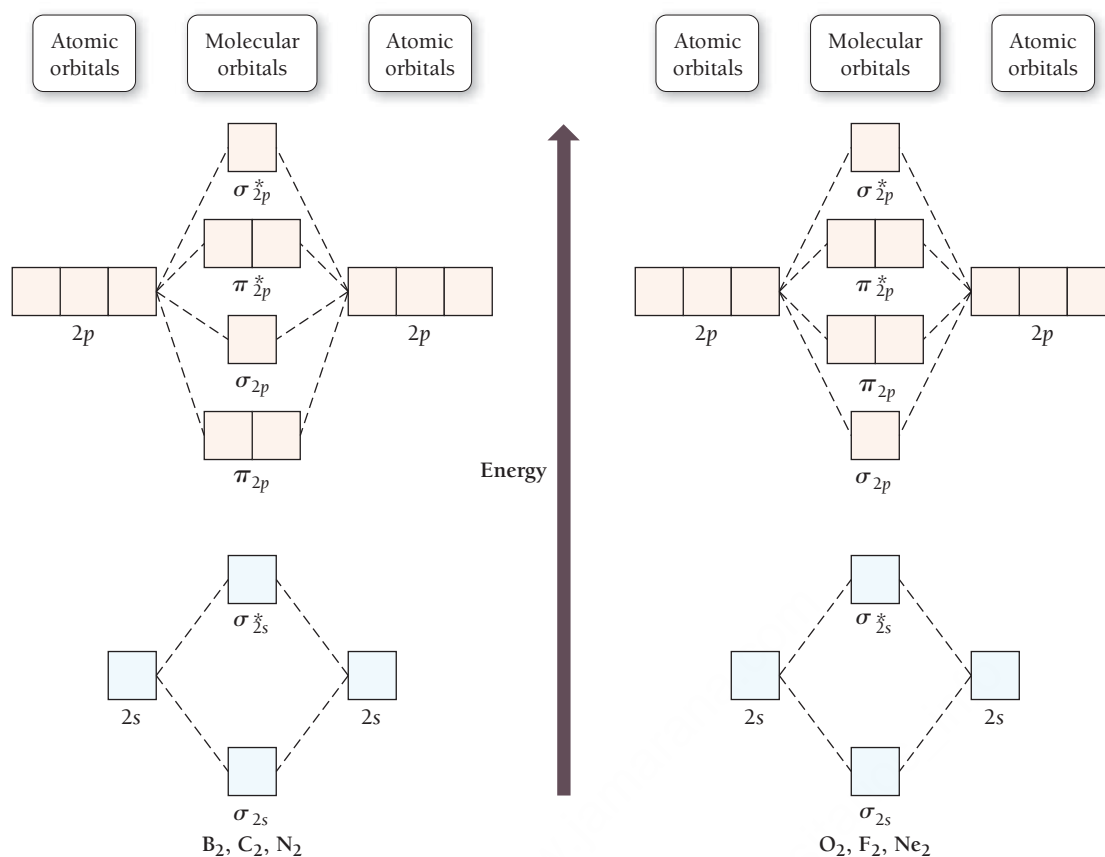 Atomic
orbitals
Molecular
orbitals
Atomic
orbitals
Atomic
orbitals
Molecular
orbitals
Atomic
orbitals
σ*2p
π*2p
2p
2p
σ2p
π2p
σ*2s
2s
2s
σ2s
B2, C2, N2
Energy
σ*2p
π*2p
2p
2p
π2p
σ2p
σ*2s
2s
2s
σ2s
O2, F2, Ne2